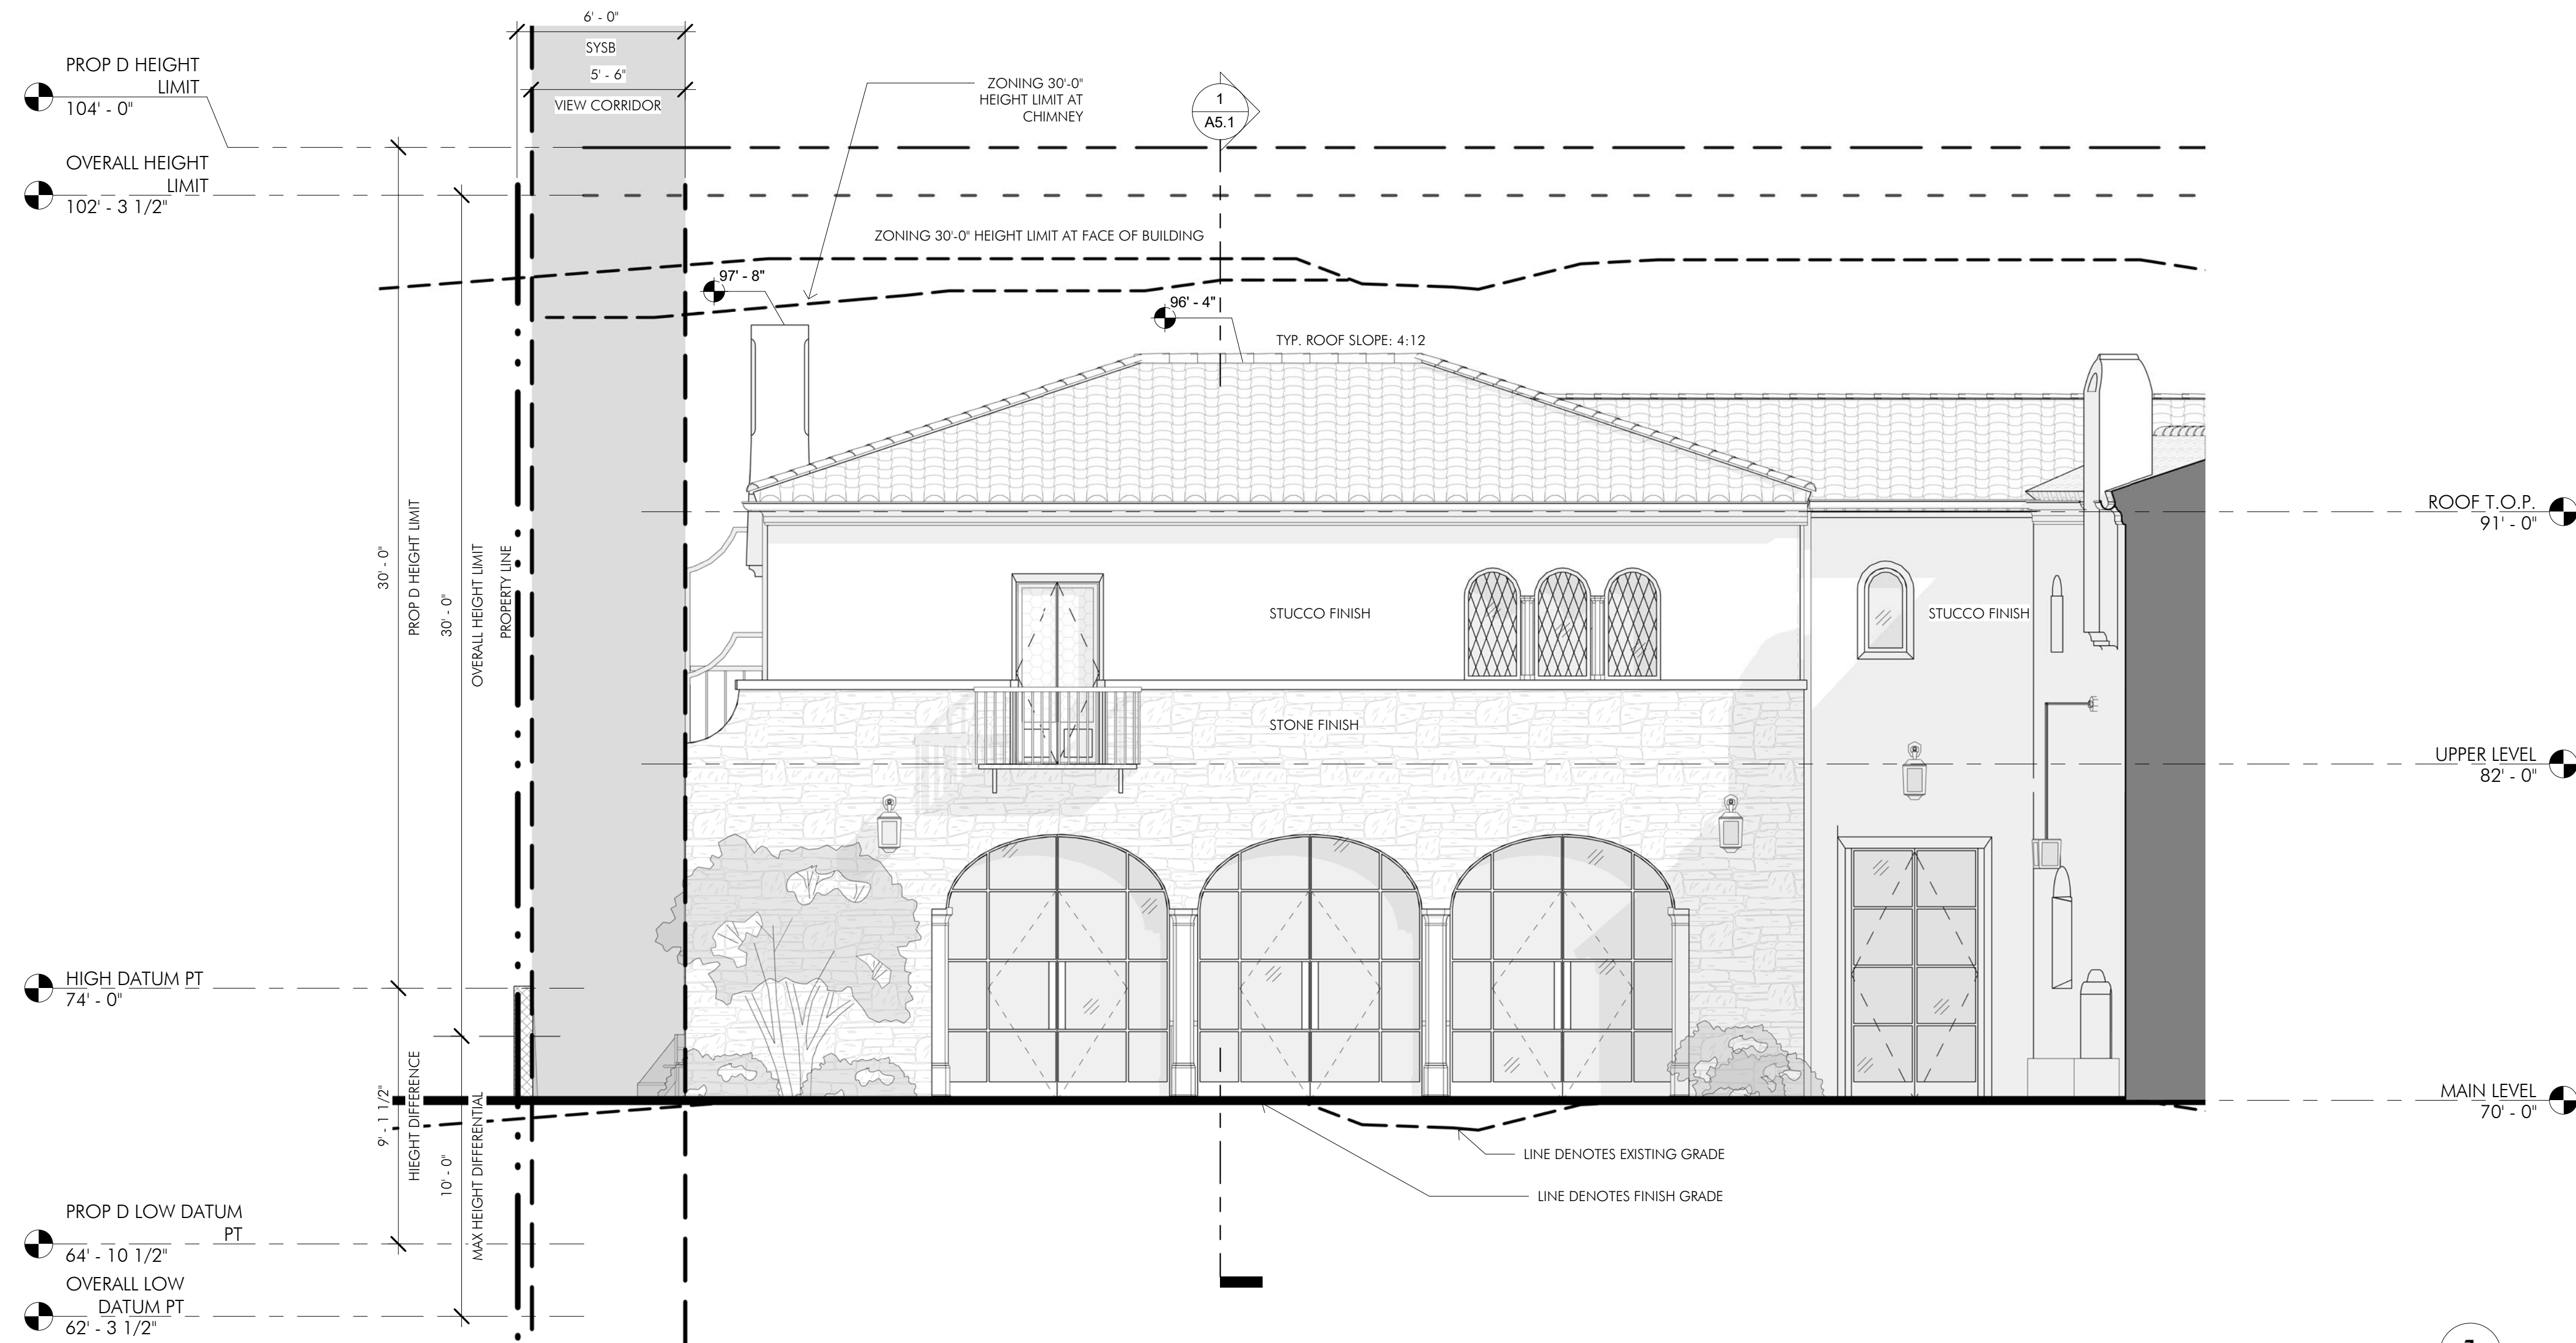 6' - 0"
SYSB
5' - 6"
VIEW CORRIDOR
PROP D HEIGHT
LIMIT
104' - 0"
OVERALL HEIGHT
LIMIT
102' - 3 1/2"
ZONING 30'-0"
HEIGHT LIMIT AT
CHIMNEY
1
A5.1
ZONING 30'-0" HEIGHT LIMIT AT FACE OF BUILDING
97' - 8"
96' - 4"
TYP. ROOF SLOPE: 4:12
ROOF T.O.P.
91' - 0"
30' - 0"
PROP D HEIGHT LIMIT
30' - 0"
OVERALL HEIGHT LIMIT
PROPERTY LINE
STUCCO FINISH
STUCCO FINISH
STONE FINISH
UPPER LEVEL
82' - 0"
HIGH DATUM PT
74' - 0"
9' - 1 1/2"
HIEGHT DIFFERENCE
10' - 0"
MAX HEIGHT DIFFERENTIAL
MAIN LEVEL
70' - 0"
LINE DENOTES EXISTING GRADE
LINE DENOTES FINISH GRADE
PROP D LOW DATUM
PT
64' - 10 1/2"
OVERALL LOW
DATUM PT
62' - 3 1/2"